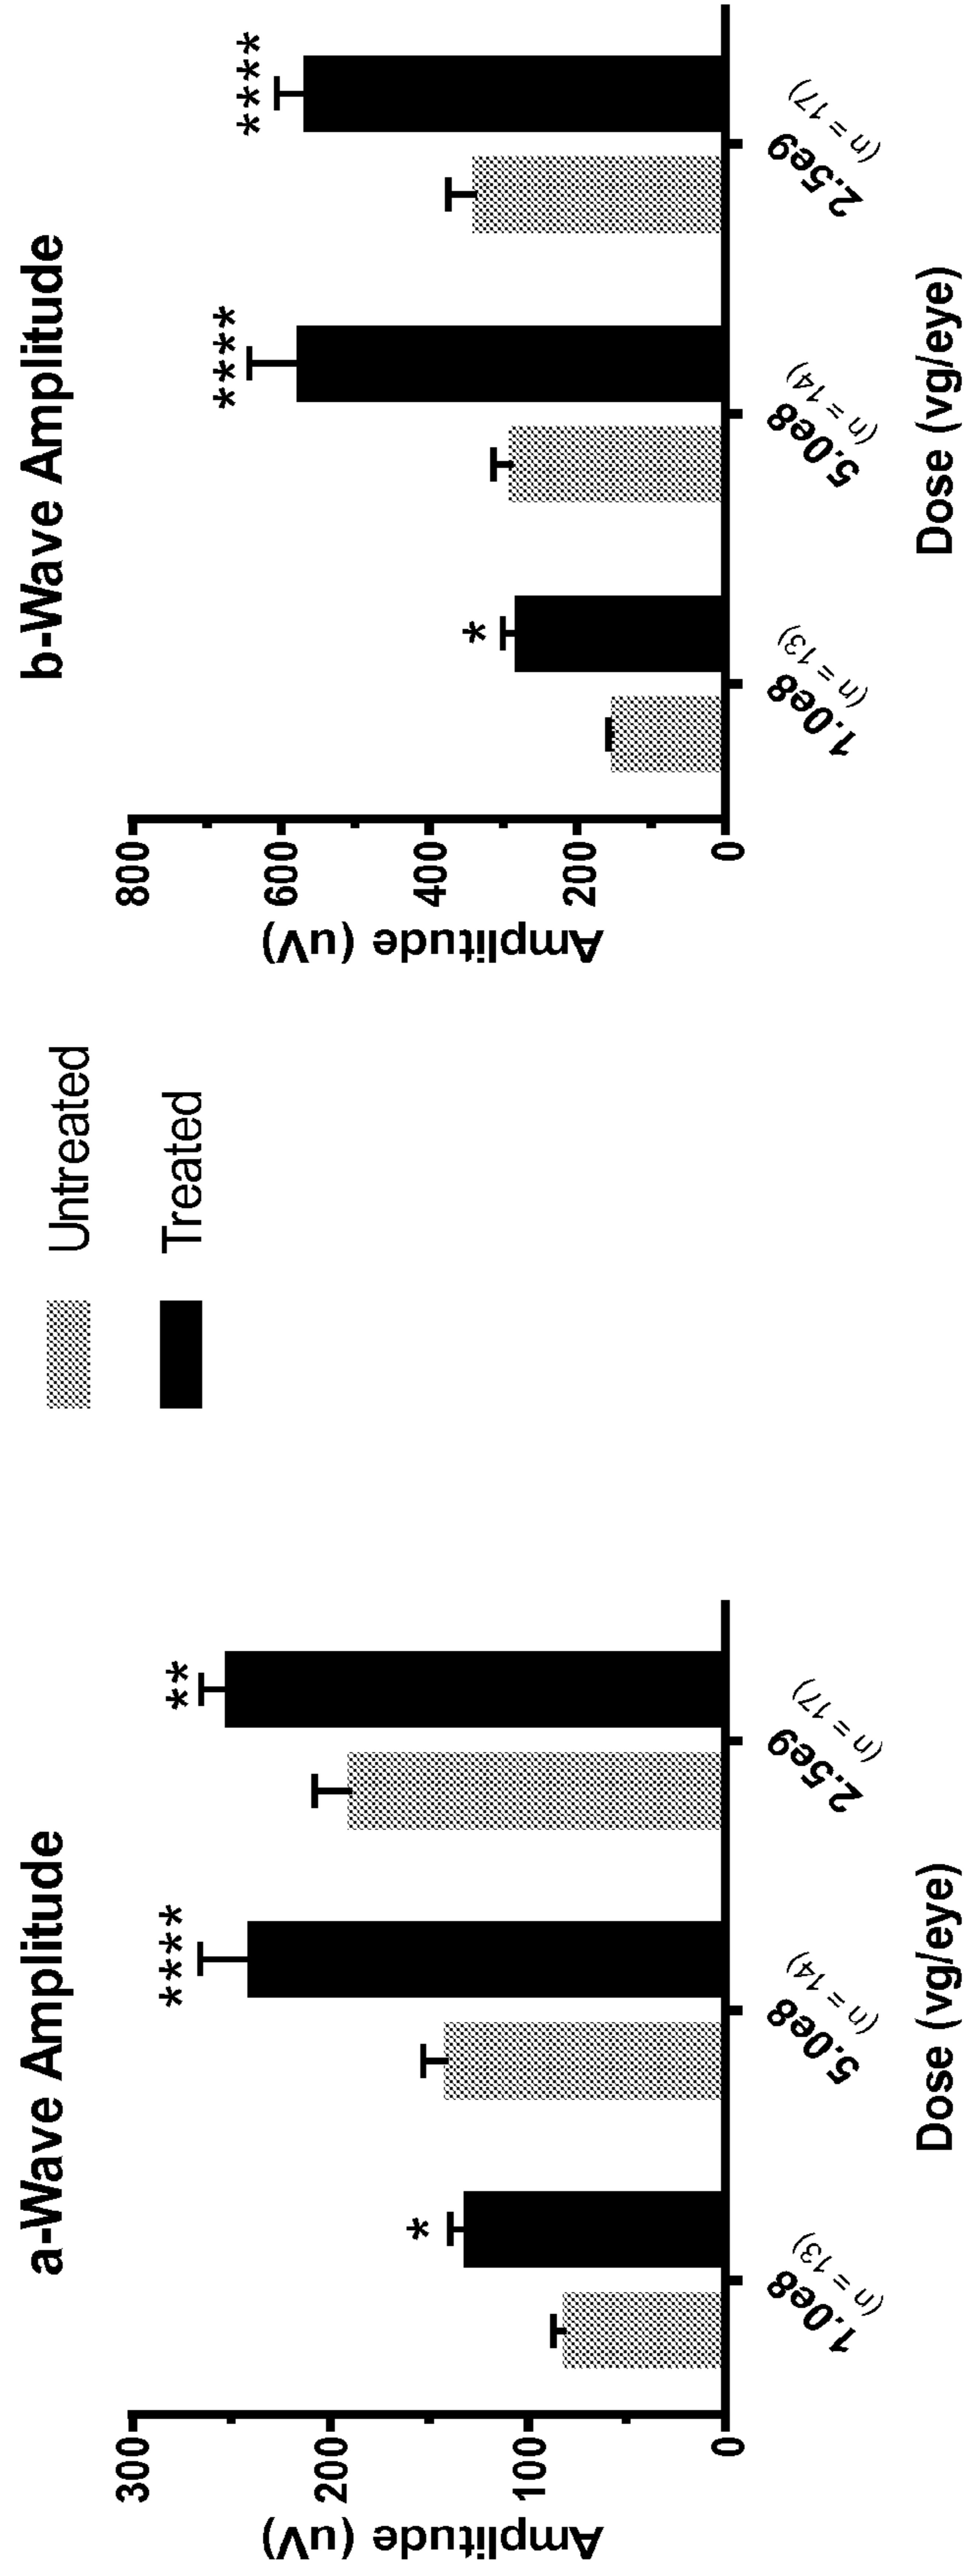 a-Wave Amplitude
Amplitude (uV)
300
200
100
0
*
****
**
1.0e8
(n = 13)
5.0e8
(n = 14)
2.5e9
(n = 17)
Dose (vg/eye)
Untreated
Treated
b-Wave Amplitude
Amplitude (uV)
800
600
400
200
0
*
****
****
1.0e8
(n = 13)
5.0e8
(n = 14)
2.5e9
(n = 17)
Dose (vg/eye)